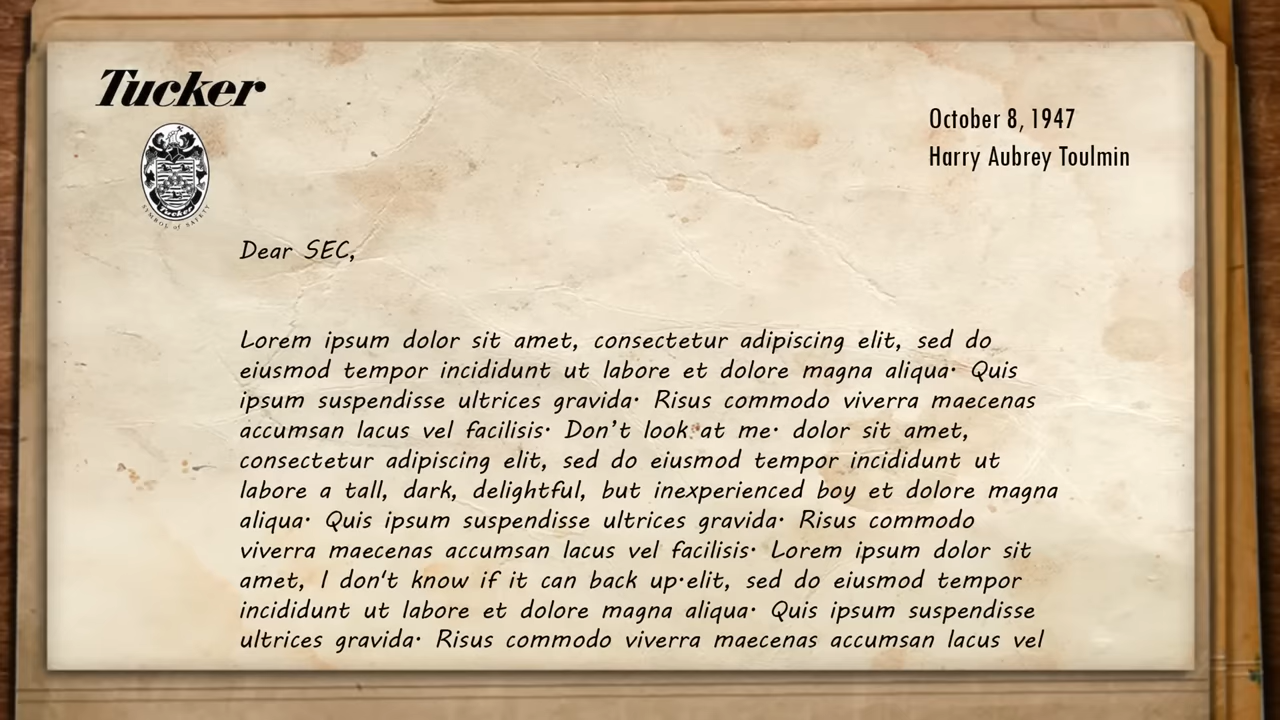 Tucker
October 8, 1947
Harry Aubrey Toulmin
Tucker
SYMBOL of SAFETY
Dear SEC,
Lorem ipsum dolor sit amet, consectetur adipiscing elit, sed do
eiusmod tempor incididunt ut labore et dolore magna aliqua· Quis
ipsum suspendisse ultrices gravida· Risus commodo viverra maecenas
accumsan lacus vel facilisis· Don’t look at me· dolor sit amet,
consectetur adipiscing elit, sed do eiusmod tempor incididunt ut
labore a tall, dark, delightful, but inexperienced boy et dolore magna
aliqua· Quis ipsum suspendisse ultrices gravida· Risus commodo
viverra maecenas accumsan lacus vel facilisis· Lorem ipsum dolor sit
amet, I don't know if it can back up·elit, sed do eiusmod tempor
incididunt ut labore et dolore magna aliqua· Quis ipsum suspendisse
ultrices gravida· Risus commodo viverra maecenas accumsan lacus vel